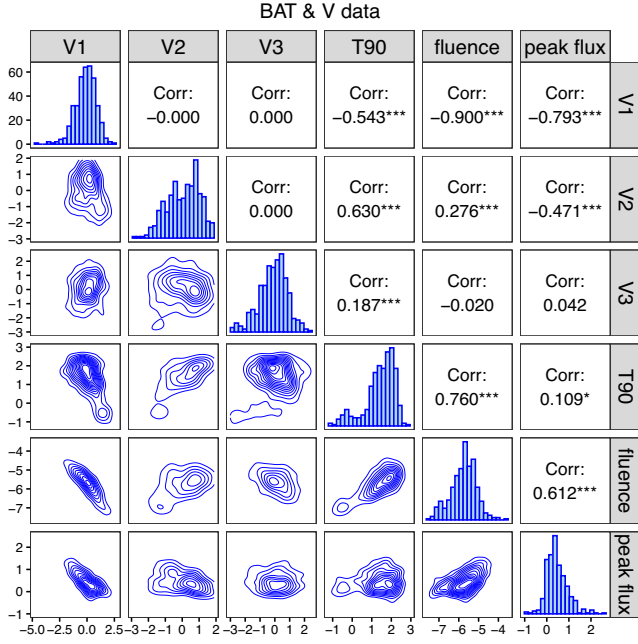 BAT & V data
V1 V2 V3 T90 fluence peak flux
60
40
20
0
Corr: Corr: Corr: Corr: Corr:
−0.000 0.000 −0.543*** −0.900*** −0.793***
V1
2
1
0
−1
−2
−3
Corr: Corr: Corr: Corr:
0.000 0.630*** 0.276*** −0.471***
V2
2
1
0
−1
−2
−3
Corr: Corr: Corr:
0.187*** −0.020 0.042
V3
3
2
1
0
−1
Corr: Corr:
0.760*** 0.109*
T90
−4
−5
−6
−7
Corr:
0.612***
fluence
2
1
0
−1
peak flux
−5.0 −2.5 0.0 2.5 −3 −2 −1 0 1 2 −3 −2 −1 0 1 2 −1 0 1 2 3 −7 −6 −5 −4 −1 0 1 2